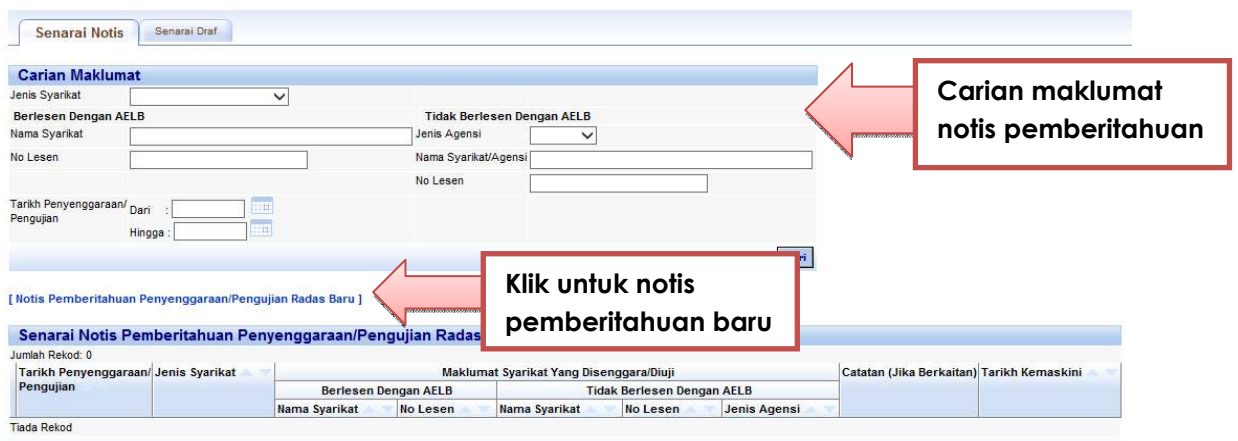 Senarai Notis Senarai Draf
Carian Maklumat
Jenis Syarikat
Berlesen Dengan AELB Tidak Berlesen Dengan AELB
Nama Syarikat Jenis Agensi
No Lesen Nama Syarikat/Agensi
No Lesen
Tarikh Penyenggaraan/
Pengujian
Dari :
Hingga :
Carian maklumat
notis pemberitahuan
Klik untuk notis
pemberitahuan baru
[ Notis Pemberitahuan Penyenggaraan/Pengujian Radas Baru ]
Senarai Notis Pemberitahuan Penyenggaraan/Pengujian Radas
Jumlah Rekod: 0
Tarikh Penyenggaraan/ Jenis Syarikat Maklumat Syarikat Yang Disenggara/Diuji Catatan (Jika Berkaitan) Tarikh Kemaskini
Pengujian
Berlesen Dengan AELB Tidak Berlesen Dengan AELB
Nama Syarikat No Lesen Nama Syarikat No Lesen Jenis Agensi
Tiada Rekod